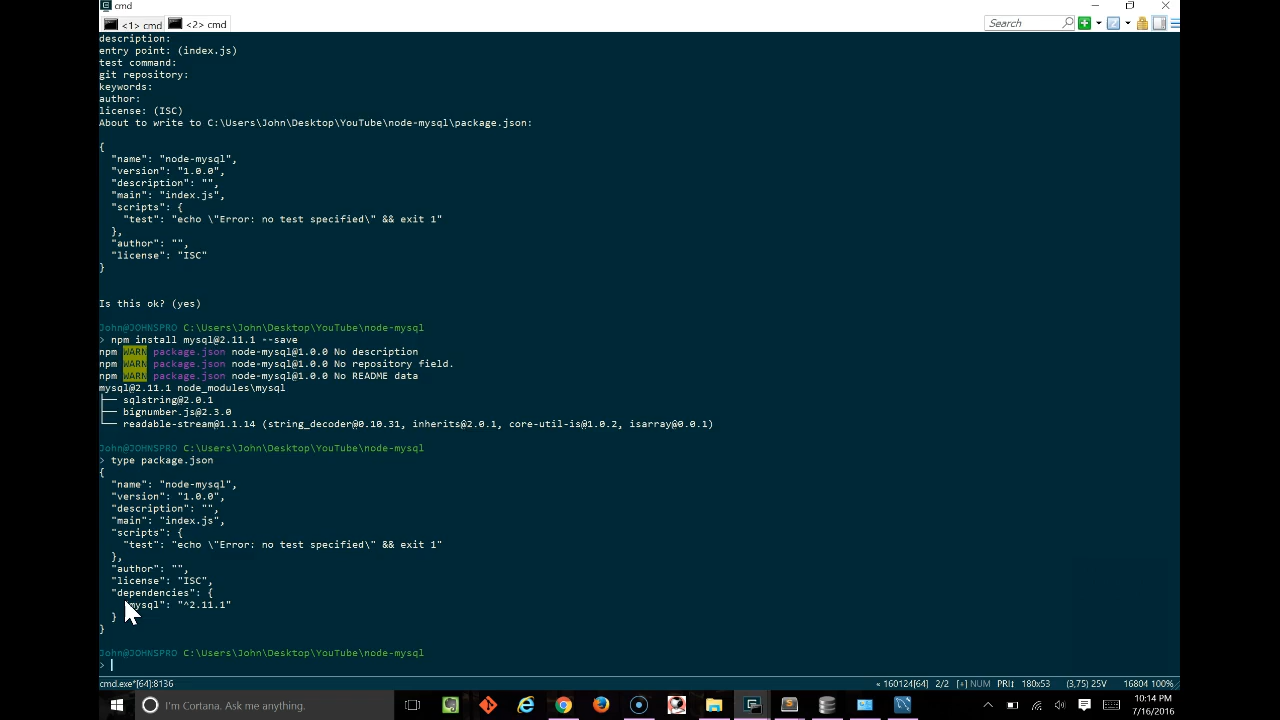 cmd
<1> cmd
<2> cmd
Search
description:
entry point: (index.js)
test command:
git repository:
keywords:
author:
license: (ISC)
About to write to C:\Users\John\Desktop\YouTube\node-mysql\package.json:
{
"name": "node-mysql",
"version": "1.0.0",
"description": "",
"main": "index.js",
"scripts": {
"test": "echo \"Error: no test specified\" && exit 1"
},
"author": "",
"license": "ISC"
}
Is this ok? (yes)
John@JOHNSPRO C:\Users\John\Desktop\YouTube\node-mysql
> npm install mysql@2.11.1 --save
npm WARN package.json node-mysql@1.0.0 No description
npm WARN package.json node-mysql@1.0.0 No repository field.
npm WARN package.json node-mysql@1.0.0 No README data
mysql@2.11.1 node_modules\mysql
├── sqlstring@2.0.1
├── bignumber.js@2.3.0
└── readable-stream@1.1.14 (string_decoder@0.10.31, inherits@2.0.1, core-util-is@1.0.2, isarray@0.0.1)
John@JOHNSPRO C:\Users\John\Desktop\YouTube\node-mysql
> type package.json
{
"name": "node-mysql",
"version": "1.0.0",
"description": "",
"main": "index.js",
"scripts": {
"test": "echo \"Error: no test specified\" && exit 1"
},
"author": "",
"license": "ISC",
"dependencies": {
"mysql": "^2.11.1"
}
}
John@JOHNSPRO C:\Users\John\Desktop\YouTube\node-mysql
>
cmd.exe*[64]:8136
« 160124[64] 2/2 [+] NUM PRI↕ 180x53 (3,75) 25V 16804 100%
I'm Cortana. Ask me anything.
10:14 PM
7/16/2016